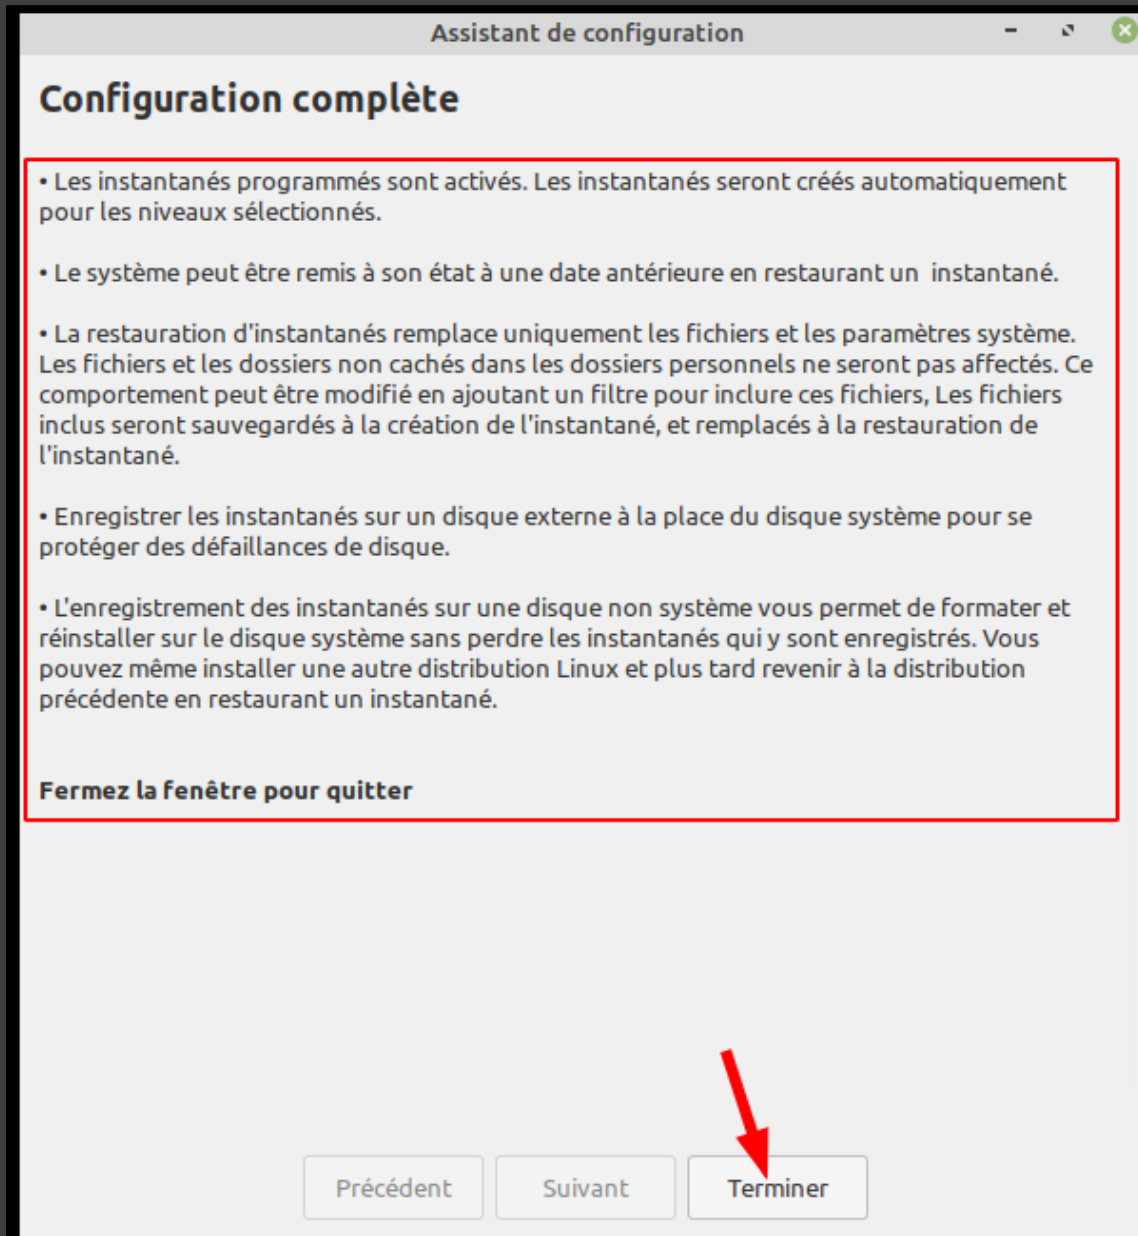 Assistant de configuration
Configuration complète
• Les instantanés programmés sont activés. Les instantanés seront créés automatiquement
pour les niveaux sélectionnés.
• Le système peut être remis à son état à une date antérieure en restaurant un  instantané.
• La restauration d'instantanés remplace uniquement les fichiers et les paramètres système.
Les fichiers et les dossiers non cachés dans les dossiers personnels ne seront pas affectés. Ce
comportement peut être modifié en ajoutant un filtre pour inclure ces fichiers, Les fichiers
inclus seront sauvegardés à la création de l'instantané, et remplacés à la restauration de
l'instantané.
• Enregistrer les instantanés sur un disque externe à la place du disque système pour se
protéger des défaillances de disque.
• L'enregistrement des instantanés sur une disque non système vous permet de formater et
réinstaller sur le disque système sans perdre les instantanés qui y sont enregistrés. Vous
pouvez même installer une autre distribution Linux et plus tard revenir à la distribution
précédente en restaurant un instantané.
Fermez la fenêtre pour quitter
Précédent Suivant Terminer